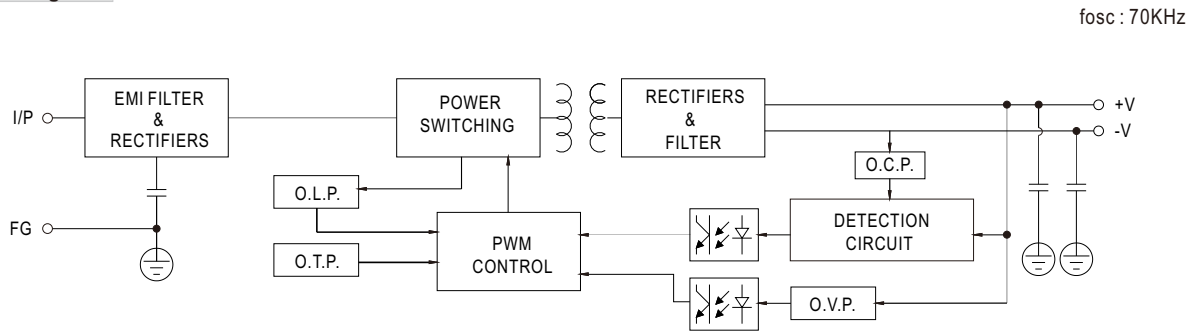 fosc : 70KHz
I/P
EMI FILTER
&
RECTIFIERS
POWER
SWITCHING
RECTIFIERS
&
FILTER
+V
-V
O.C.P.
O.L.P.
FG
DETECTION
CIRCUIT
PWM
CONTROL
O.T.P.
O.V.P.